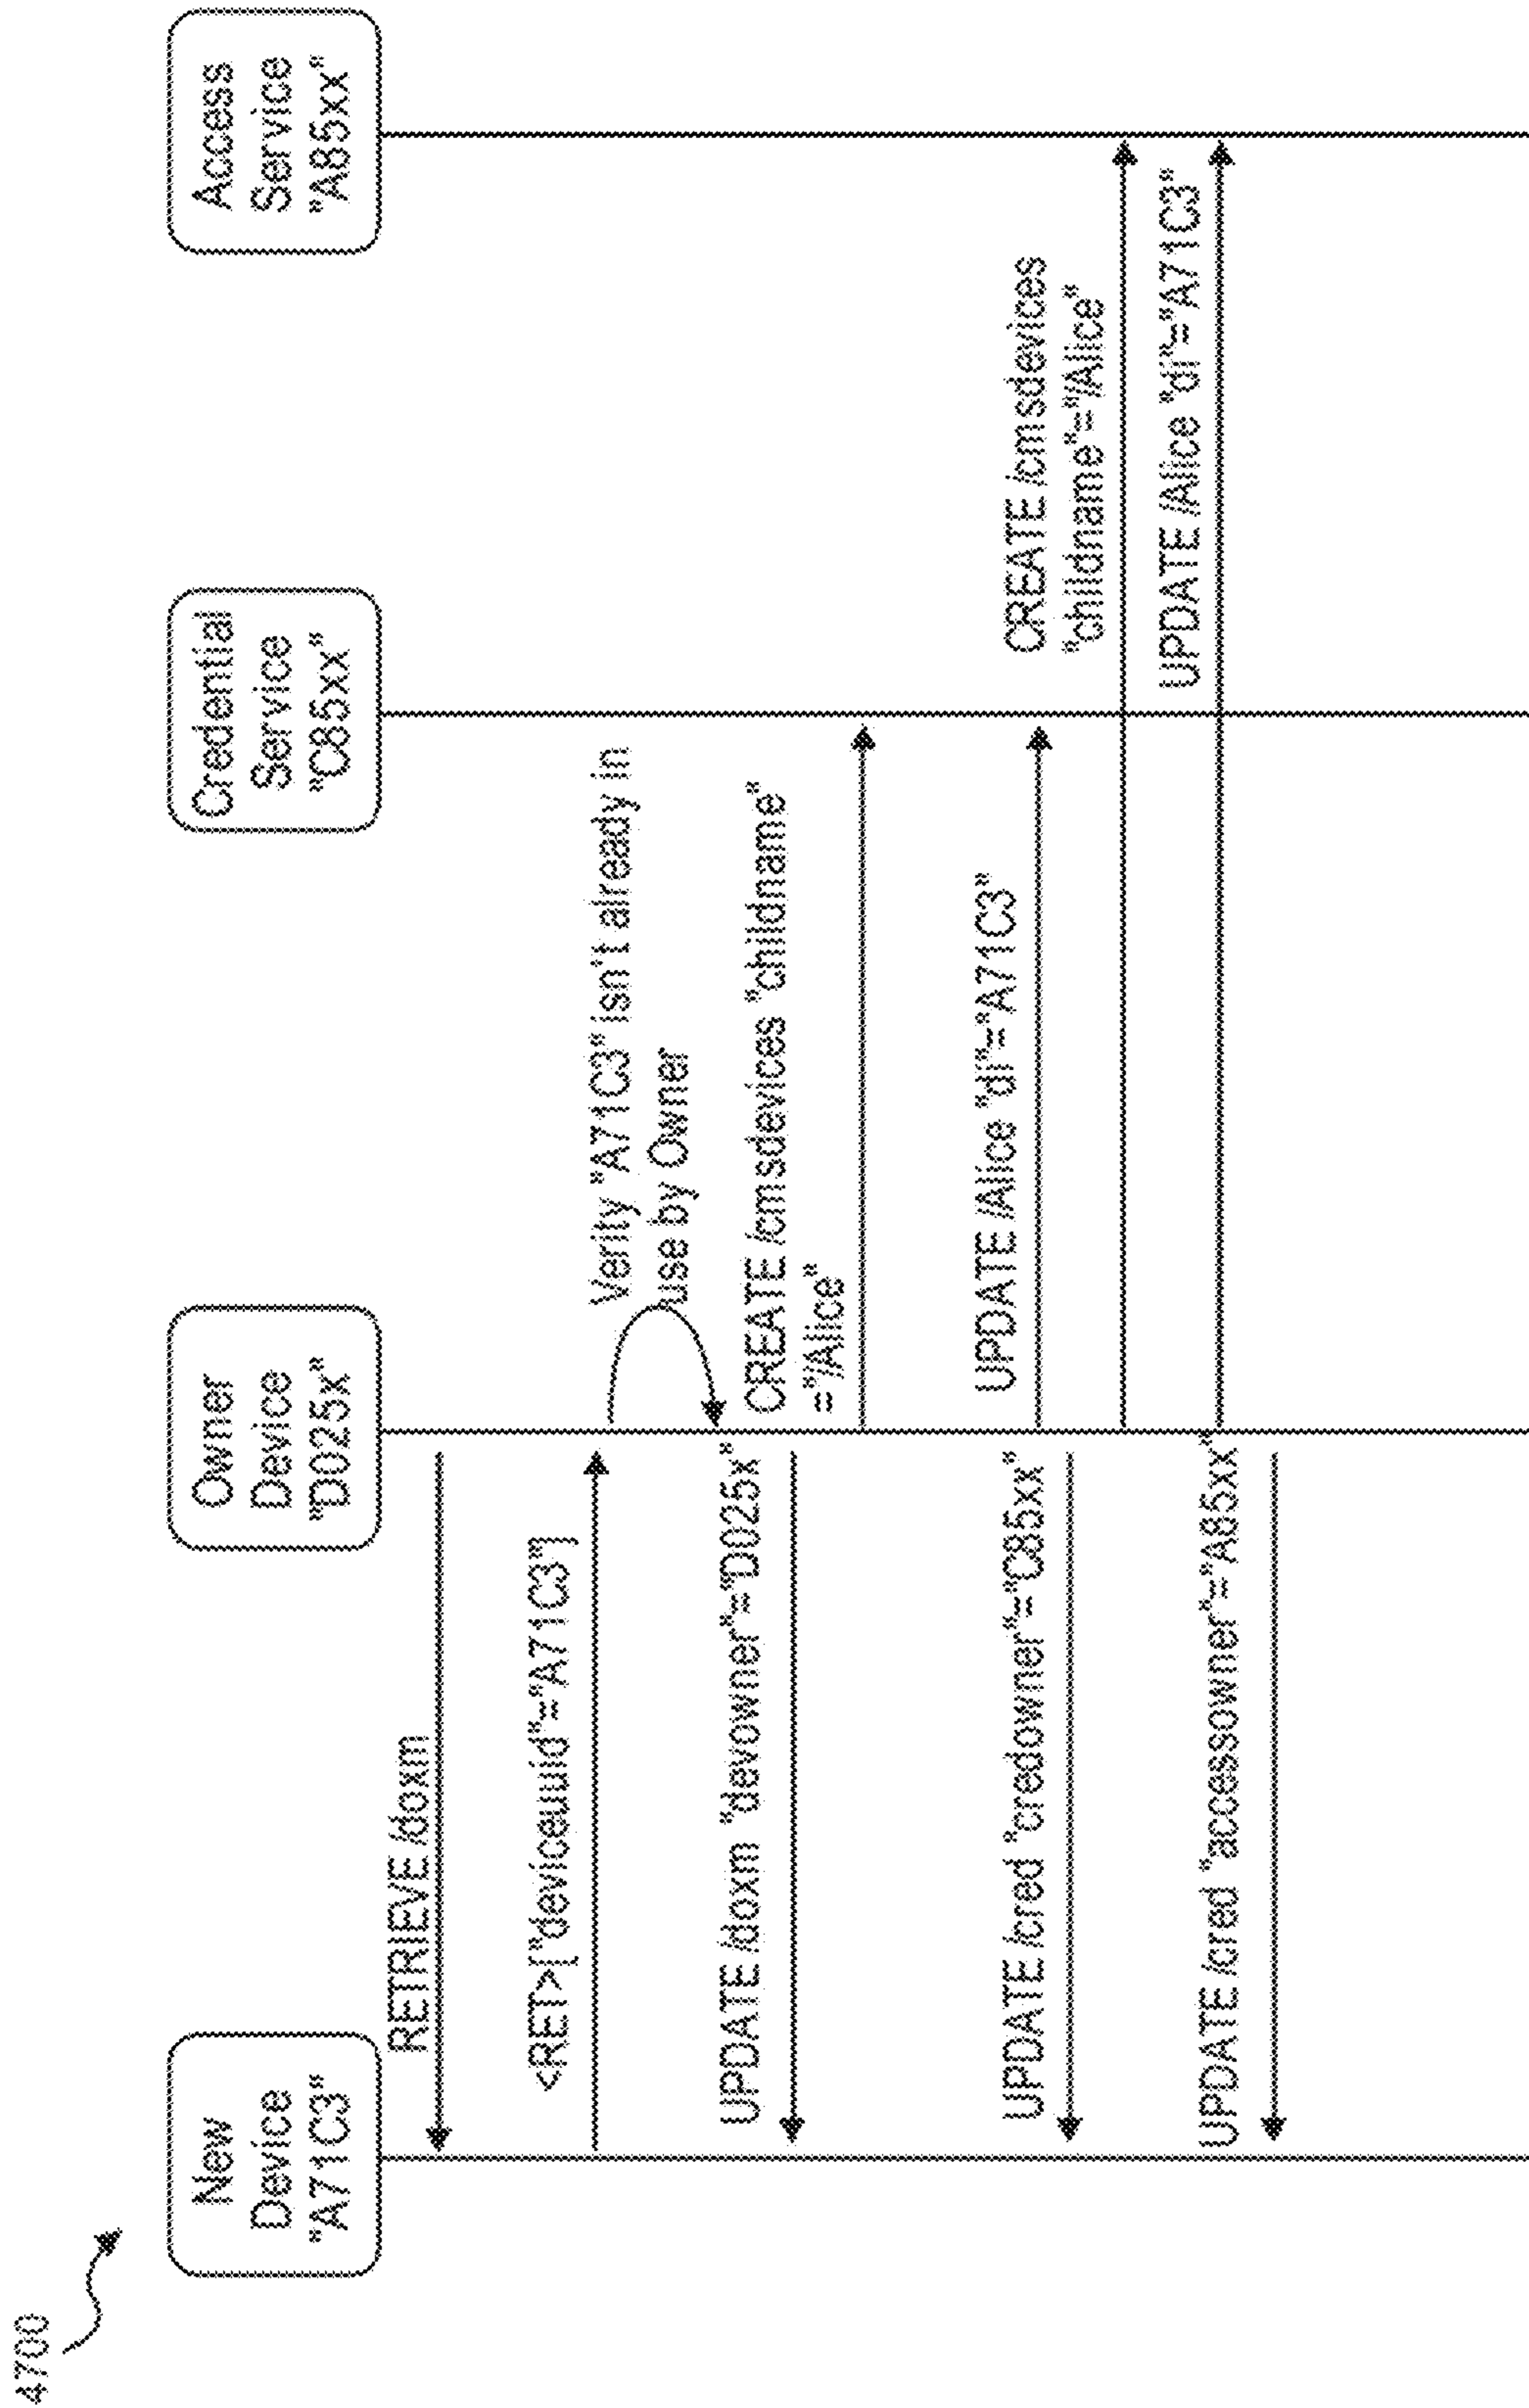 4700
New
Device
"A71C3"
Owner
Device
"D025x"
Credential
Service
"C85xx"
Access
Service
"A85xx"
RETRIEVE /doxm
<RET>["deviceuuid"="A71C3"]
Verify "A71C3" isn't already in
use by Owner
UPDATE /doxm "devowner"="D025x"
CREATE /cmsdevices "childname"
="/Alice"
UPDATE /Alice "di"="A71C3"
UPDATE /cred "credowner"="C85xx"
CREATE /cmsdevices
"childname"="/Alice"
UPDATE /Alice "di"="A71C3"
UPDATE /cred "accessowner"="A85xx"